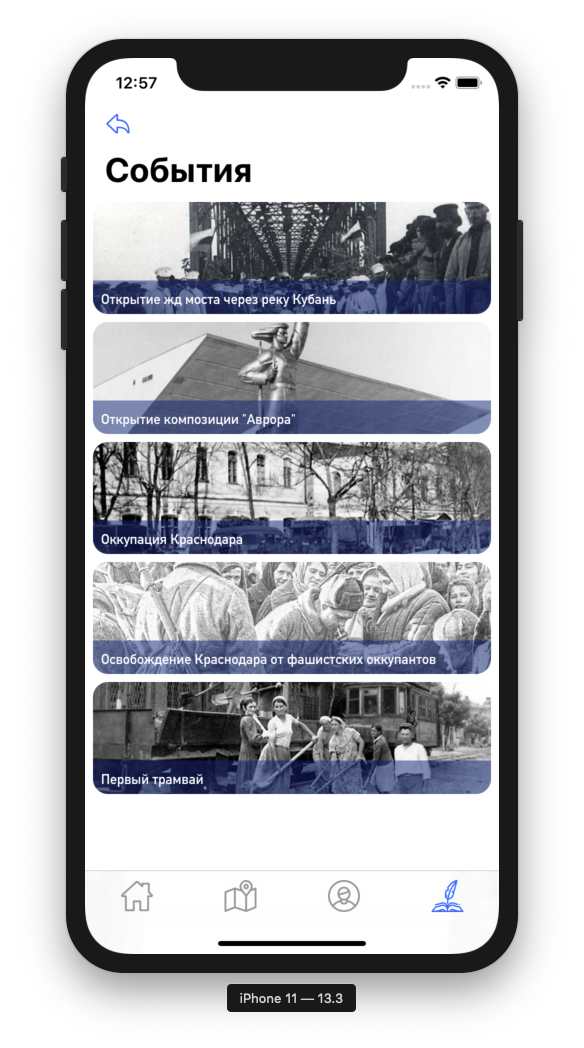 12:57
События
Открытие жд моста через реку Кубань
Открытие композиции "Аврора"
Оккупация Краснодара
Освобождение Краснодара от фашистских оккупантов
Первый трамвай
iPhone 11 — 13.3